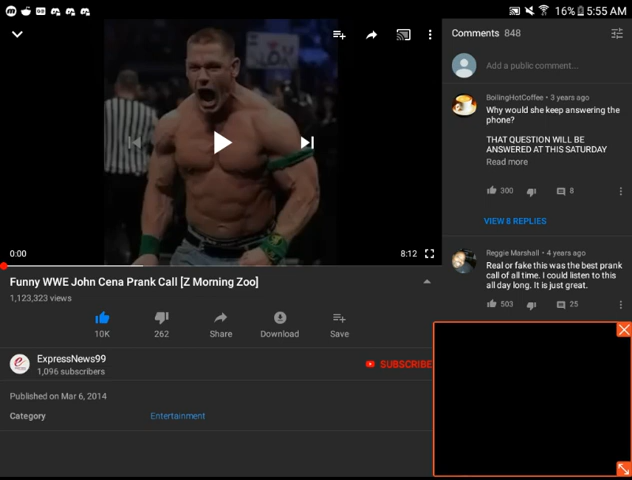 16% 5:55 AM
0:00
8:12
Funny WWE John Cena Prank Call [Z Morning Zoo]
1,123,323 views
10K
262
Share
Download
Save
ExpressNews99
1,096 subscribers
SUBSCRIBE
Published on Mar 6, 2014
Category
Entertainment
Comments 848
Add a public comment...
BoilingHotCoffee • 3 years ago
Why would she keep answering the
phone?
THAT QUESTION WILL BE
ANSWERED AT THIS SATURDAY
Read more
300
8
VIEW 8 REPLIES
Reggie Marshall • 4 years ago
Real or fake this was the best prank
call of all time. I could listen to this
all day long. It is just great.
503
25